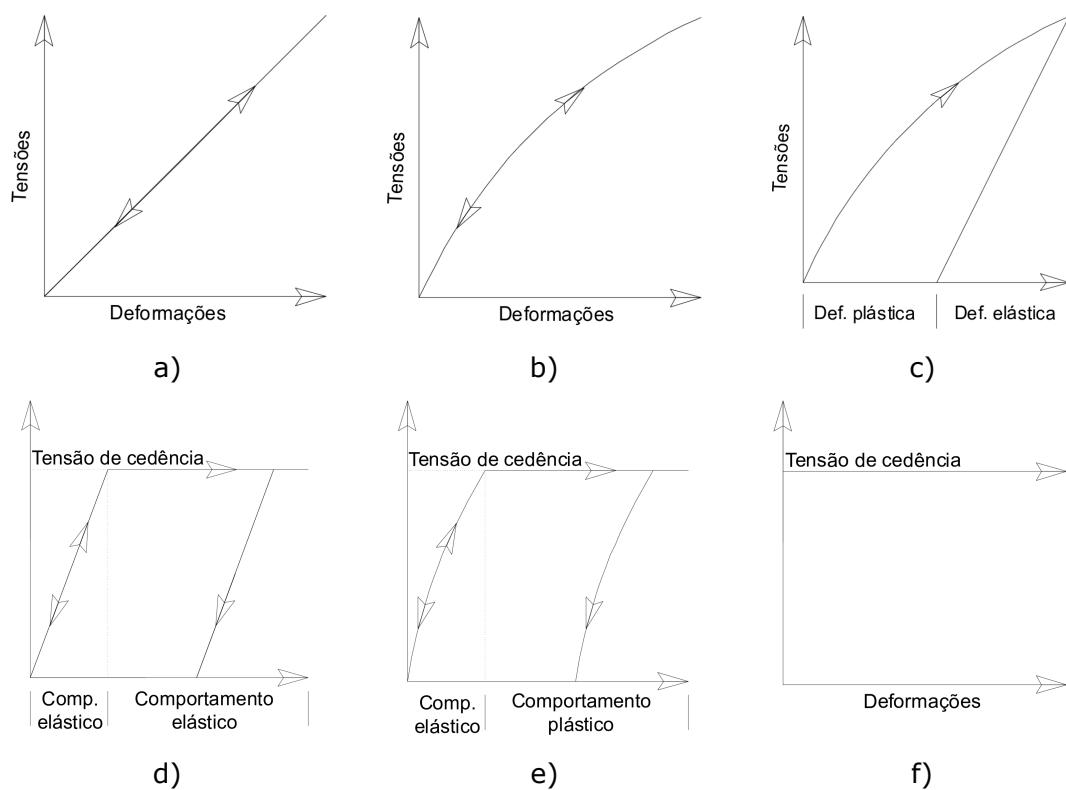 Tensões
Deformações
a)
Tensões
Deformações
b)
Tensões
Def. plástica
Def. elástica
c)
Tensão de cedência
Comp.
elástico
Comportamento
elástico
d)
Tensão de cedência
Comp.
elástico
Comportamento
plástico
e)
Tensão de cedência
Deformações
f)